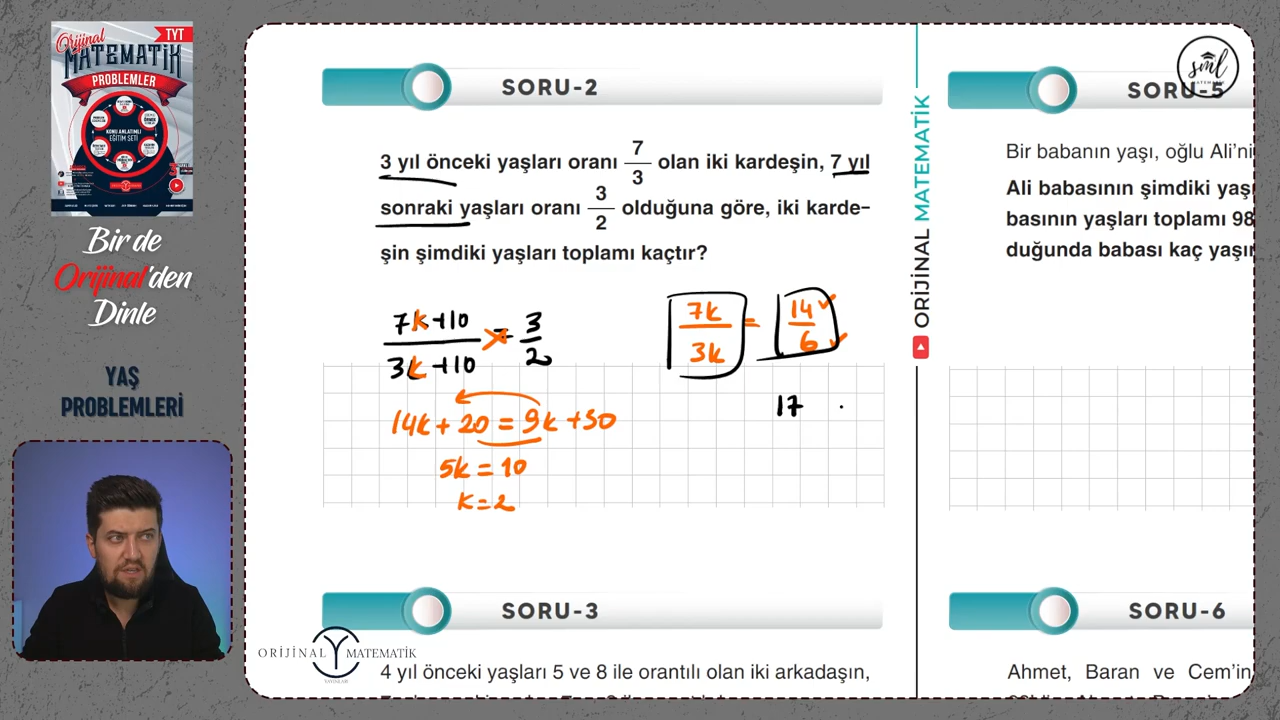 TYT
Orijinal
MATEMATİK
PROBLEMLER
KONU ANLATIMLI
EĞİTİM SETİ
Bir de
Orijinal'den
Dinle
YAŞ
PROBLEMLERİ
SORU-2
3 yıl önceki yaşları oranı 7/3 olan iki kardeşin, 7 yıl
sonraki yaşları oranı 3/2 olduğuna göre, iki karde-
şin şimdiki yaşları toplamı kaçtır?
7k+10 / 3k+10 = 3/2
14k+20 = 9k+30
5k = 10
k=2
7k/3k = 14/6
17
SORU-3
4 yıl önceki yaşları 5 ve 8 ile orantılı olan iki arkadaşın,
ORİJİNAL MATEMATİK
YAYINLARI
ORİJİNAL MATEMATİK
sml
MATEMATİK
SORU-5
Bir babanın yaşı, oğlu Ali'ni
Ali babasının şimdiki yaşı
basının yaşları toplamı 98
duğunda babası kaç yaşın
SORU-6
Ahmet, Baran ve Cem'in